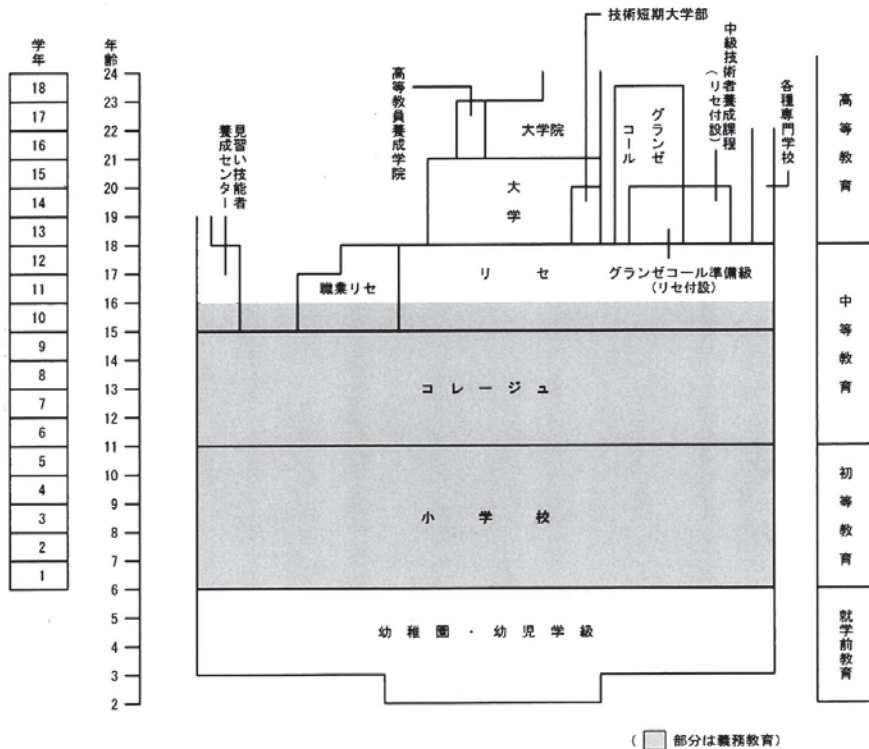 学年
18
17
16
15
14
13
12
11
10
9
8
7
6
5
4
3
2
1
年齢
24
23
22
21
20
19
18
17
16
15
14
13
12
11
10
9
8
7
6
5
4
3
2
見習い技能者
養成センター
高等教員養成学院
技術短期大学部
大学院
大学
グランゼ
コール
中級技術者養成課程
（リセ付設）
各種専門学校
職業リセ
リセ
グランゼコール準備級
（リセ付設）
コレージュ
小学校
幼稚園・幼児学級
高等教育
中等教育
初等教育
就学前教育
（ 部分は義務教育）